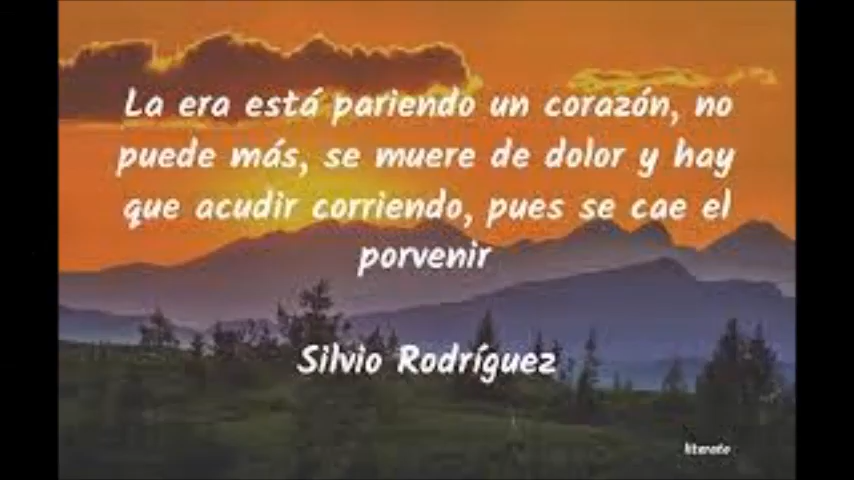 La era está pariendo un corazón, no
puede más, se muere de dolor y hay
que acudir corriendo, pues se cae el
porvenir
Silvio Rodríguez
literato